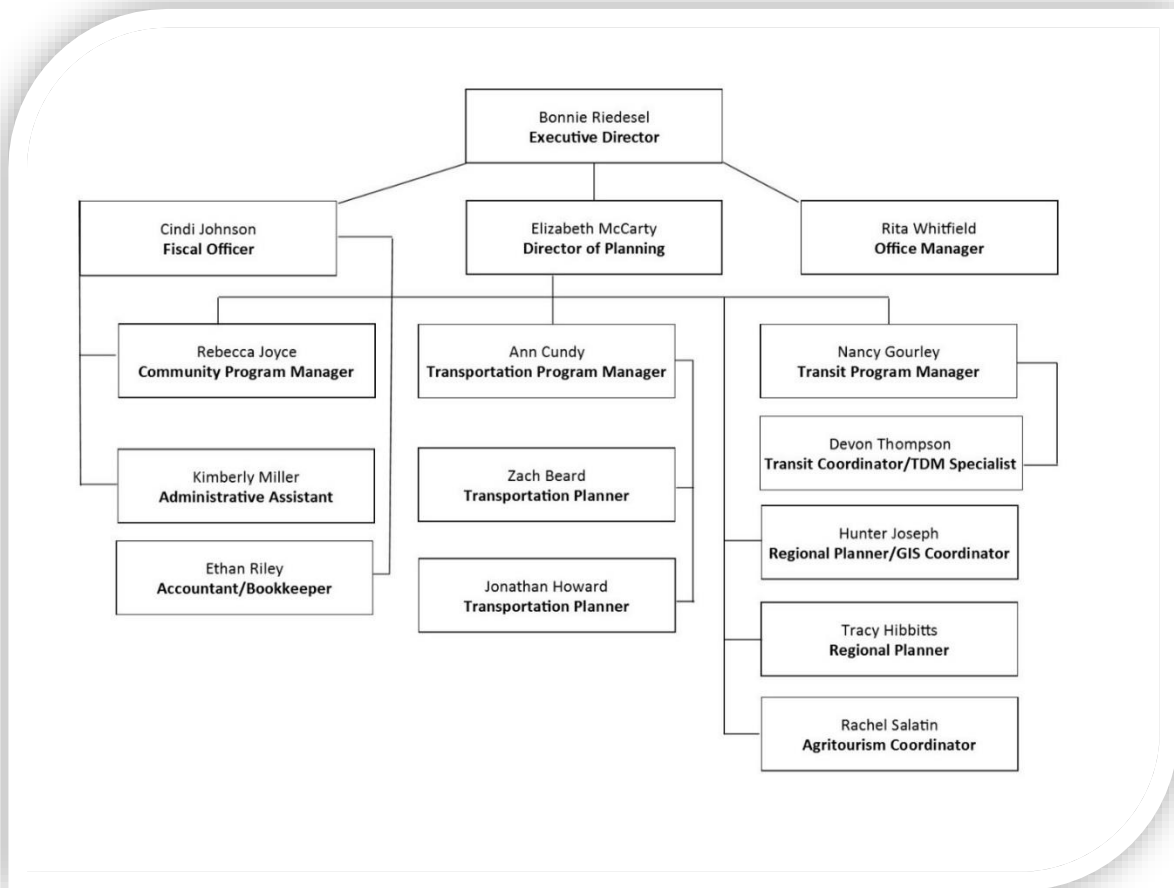 Bonnie Riedesel
Executive Director
Cindi Johnson
Fiscal Officer
Elizabeth McCarty
Director of Planning
Rita Whitfield
Office Manager
Rebecca Joyce
Community Program Manager
Ann Cundy
Transportation Program Manager
Nancy Gourley
Transit Program Manager
Kimberly Miller
Administrative Assistant
Zach Beard
Transportation Planner
Devon Thompson
Transit Coordinator/TDM Specialist
Ethan Riley
Accountant/Bookkeeper
Jonathan Howard
Transportation Planner
Hunter Joseph
Regional Planner/GIS Coordinator
Tracy Hibbitts
Regional Planner
Rachel Salatin
Agritourism Coordinator